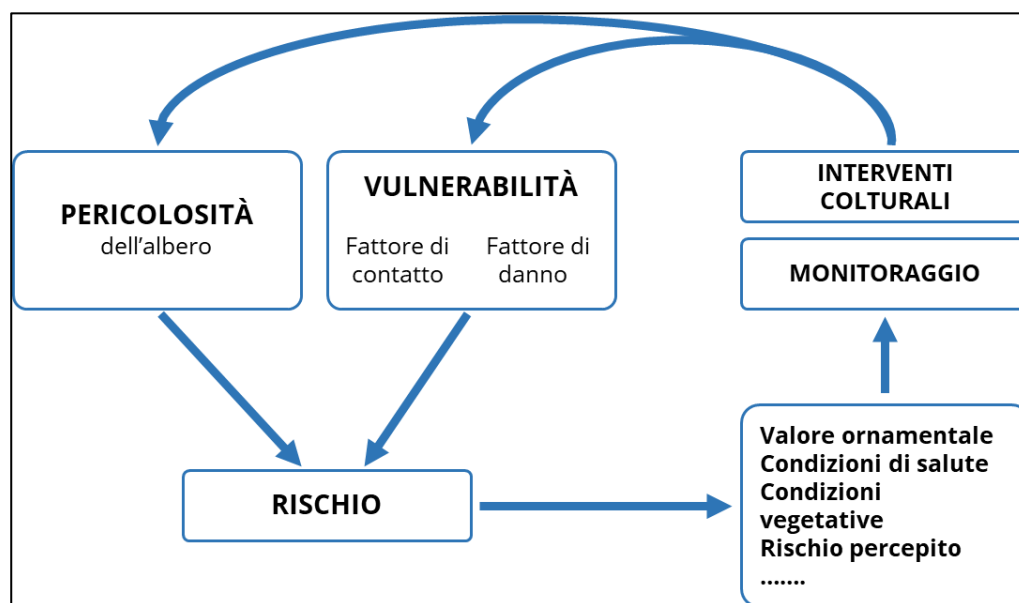 PERICOLOSITÀ
dell'albero
VULNERABILITÀ
Fattore di
contatto
Fattore di
danno
INTERVENTI
COLTURALI
MONITORAGGIO
RISCHIO
Valore ornamentale
Condizioni di salute
Condizioni
vegetative
Rischio percepito
…….